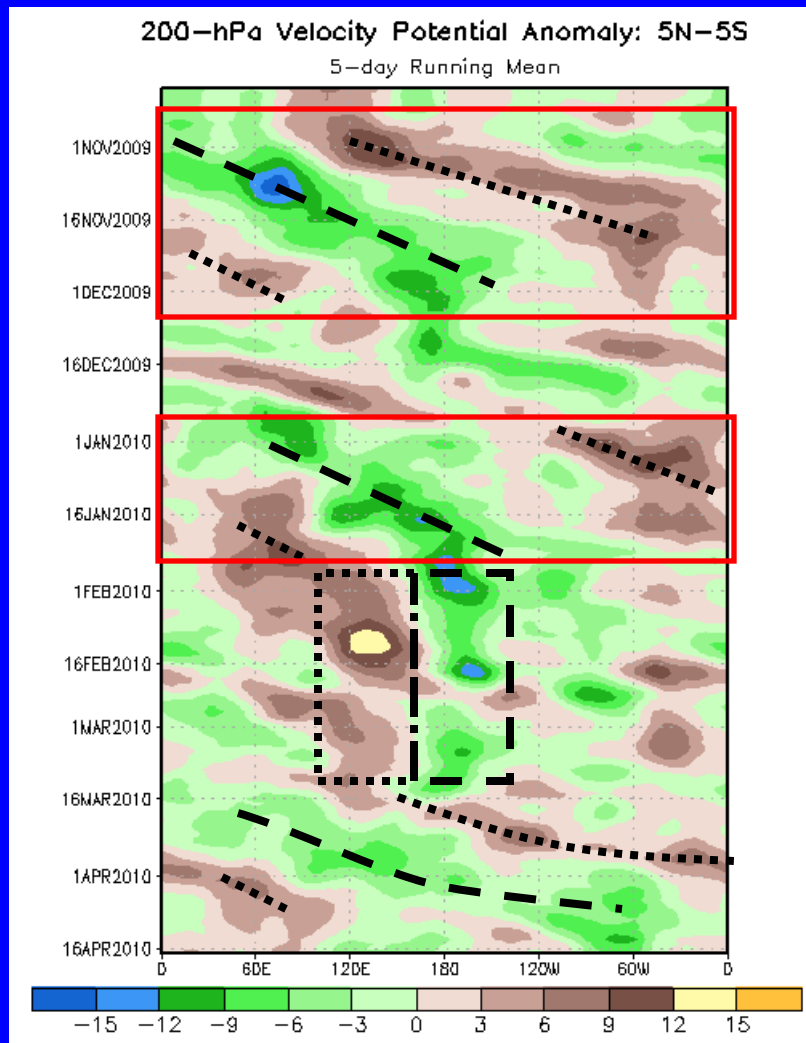 200-hPa Velocity Potential Anomaly: 5N-5S
5-day Running Mean
1NOV2009
16NOV2009
1DEC2009
16DEC2009
1JAN2010
16JAN2010
1FEB2010
16FEB2010
1MAR2010
16MAR2010
1APR2010
16APR2010
0 60E 120E 180 120W 60W 0
-15 -12 -9 -6 -3 0 3 6 9 12 15